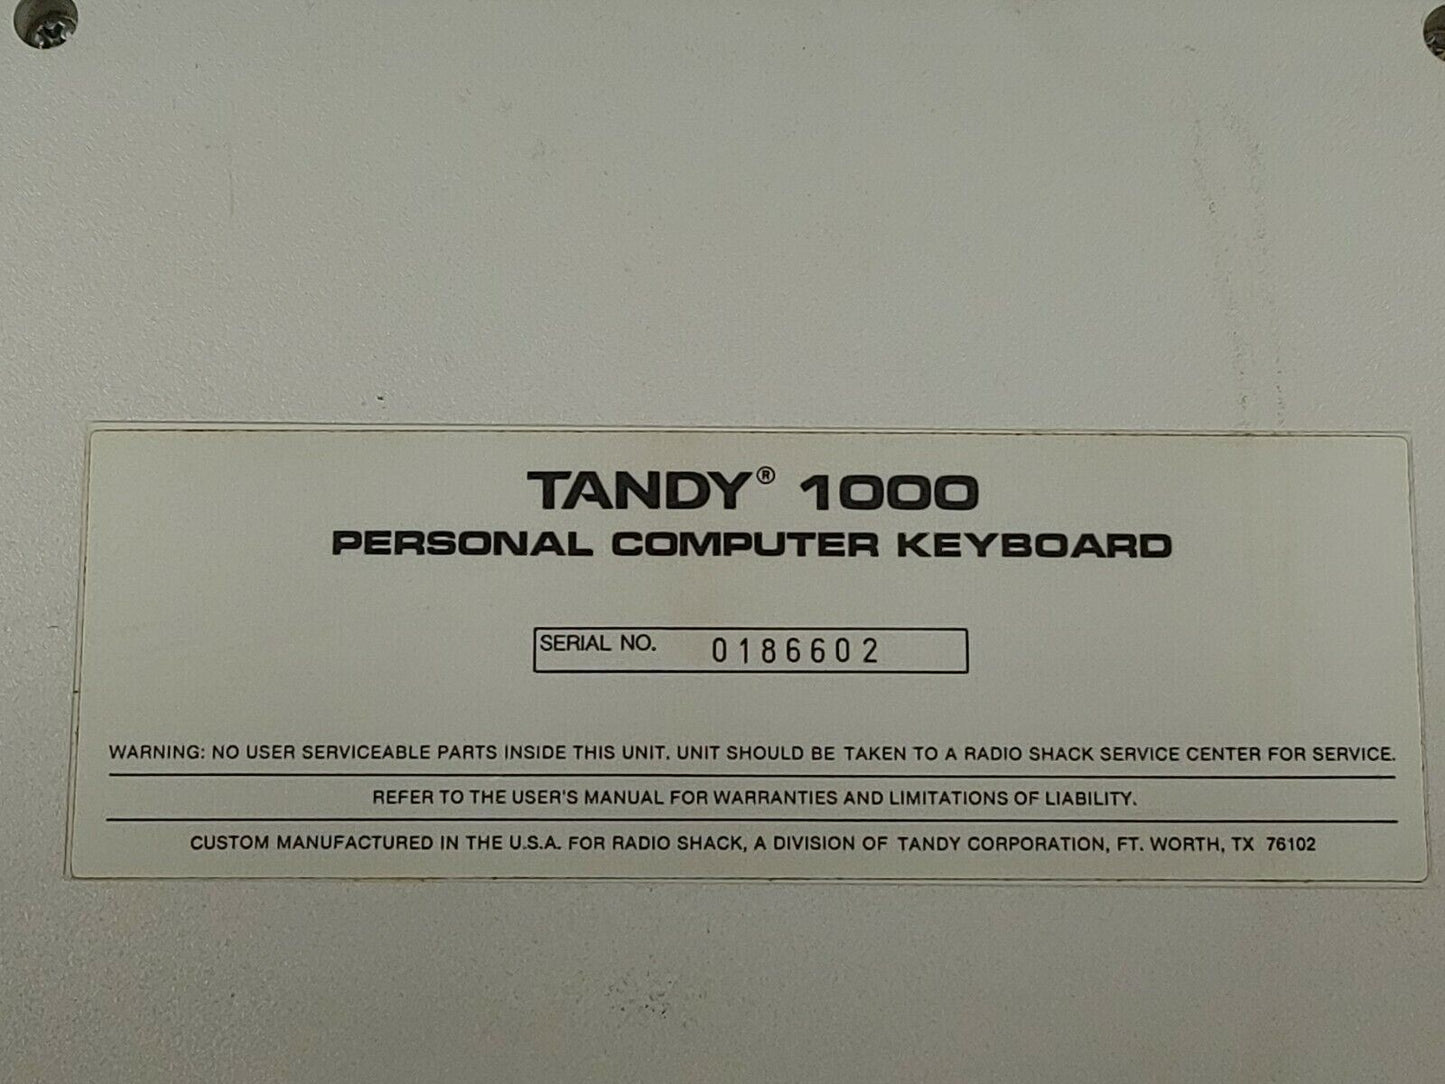 TANDY® 1000
PERSONAL COMPUTER KEYBOARD
SERIAL NO. 0186602
WARNING: NO USER SERVICEABLE PARTS INSIDE THIS UNIT. UNIT SHOULD BE TAKEN TO A RADIO SHACK SERVICE CENTER FOR SERVICE.
REFER TO THE USER'S MANUAL FOR WARRANTIES AND LIMITATIONS OF LIABILITY.
CUSTOM MANUFACTURED IN THE U.S.A. FOR RADIO SHACK, A DIVISION OF TANDY CORPORATION, FT. WORTH, TX 76102